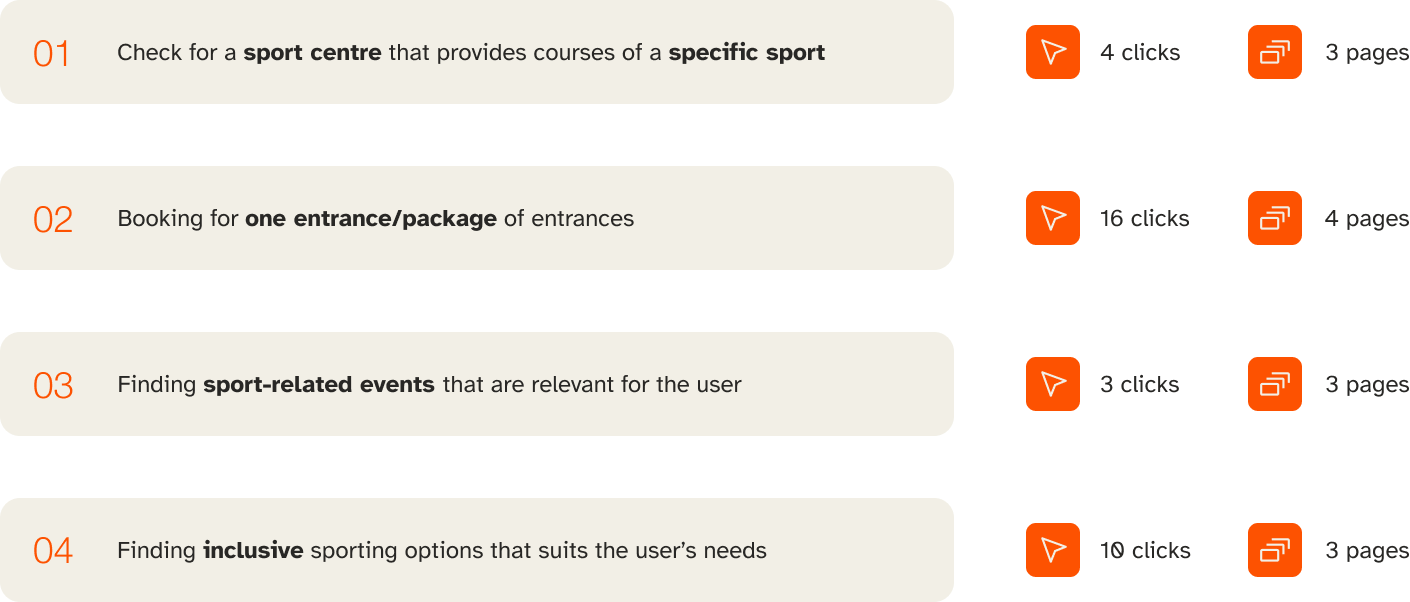 01 Check for a sport centre that provides courses of a specific sport 4 clicks 3 pages
02 Booking for one entrance/package of entrances 16 clicks 4 pages
03 Finding sport-related events that are relevant for the user 3 clicks 3 pages
04 Finding inclusive sporting options that suits the user’s needs 10 clicks 3 pages